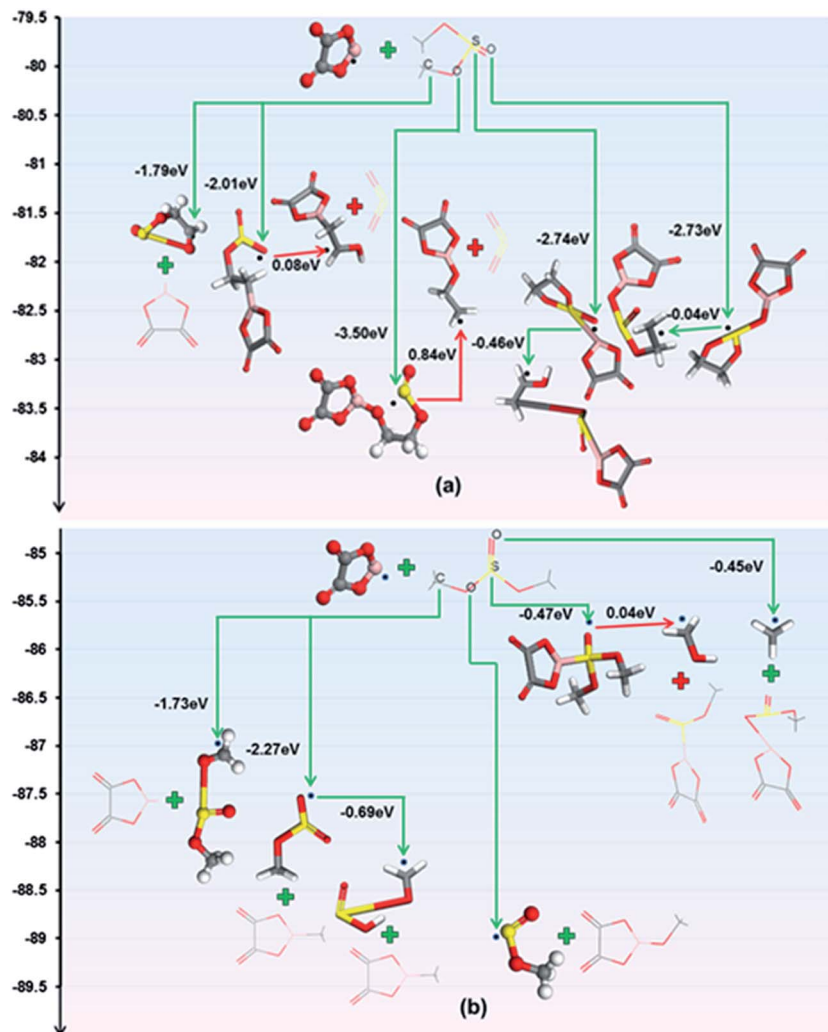 -79.5
-80
-80.5
-81
-81.5
-82
-82.5
-83
-83.5
-84
S
O
C
O
-1.79eV
-2.01eV
0.08eV
-3.50eV
0.84eV
-2.74eV
-0.46eV
-2.73eV
-0.04eV
(a)
-85
-85.5
-86
-86.5
-87
-87.5
-88
-88.5
-89
-89.5
O
S
C
O
-0.45eV
-0.47eV
0.04eV
-1.73eV
-2.27eV
-0.69eV
(b)